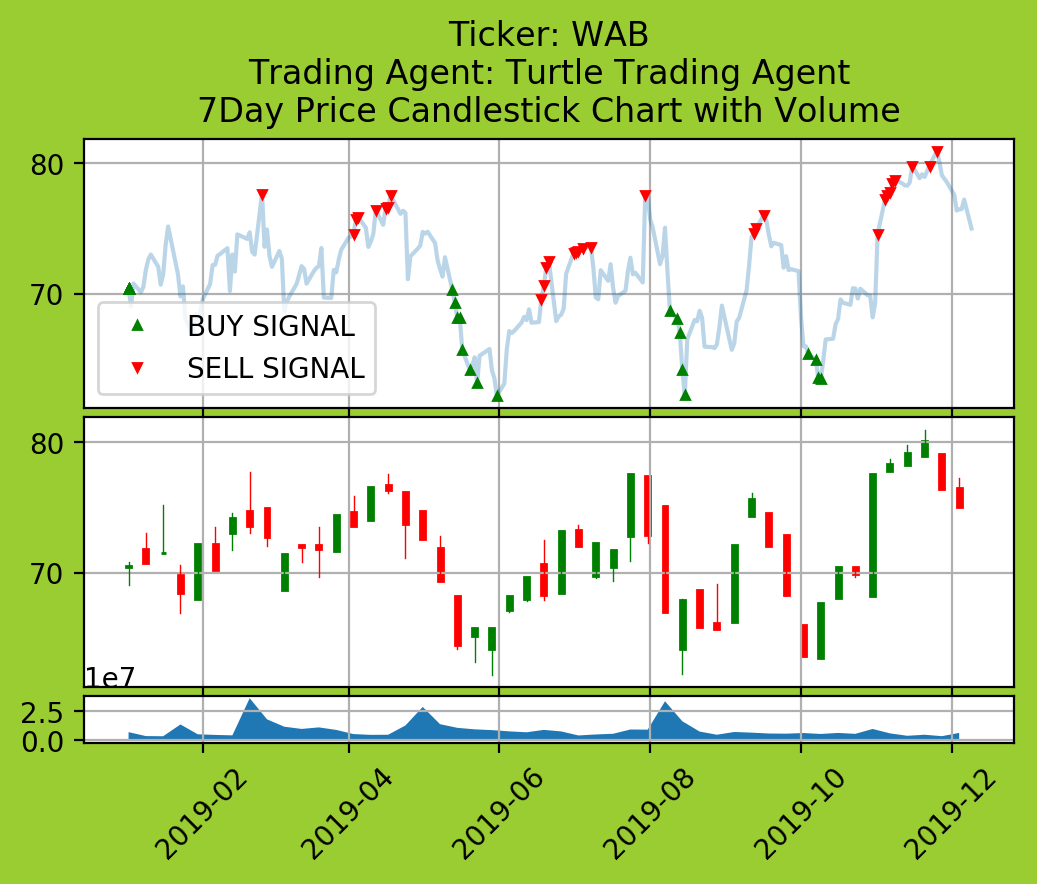 Ticker: WAB
Trading Agent: Turtle Trading Agent
7Day Price Candlestick Chart with Volume
80
70
BUY SIGNAL
SELL SIGNAL
80
70
1e7
2.5
0.0
2019-02
2019-04
2019-06
2019-08
2019-10
2019-12